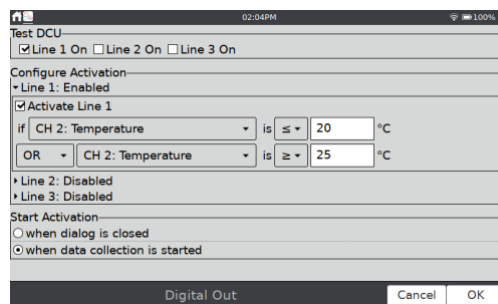 02:04PM 100%
Test DCU
Line 1 On Line 2 On Line 3 On
Configure Activation
Line 1: Enabled
Activate Line 1
if CH 2: Temperature is ≤ 20 °C
OR CH 2: Temperature is ≥ 25 °C
Line 2: Disabled
Line 3: Disabled
Start Activation
when dialog is closed
when data collection is started
Digital Out Cancel OK